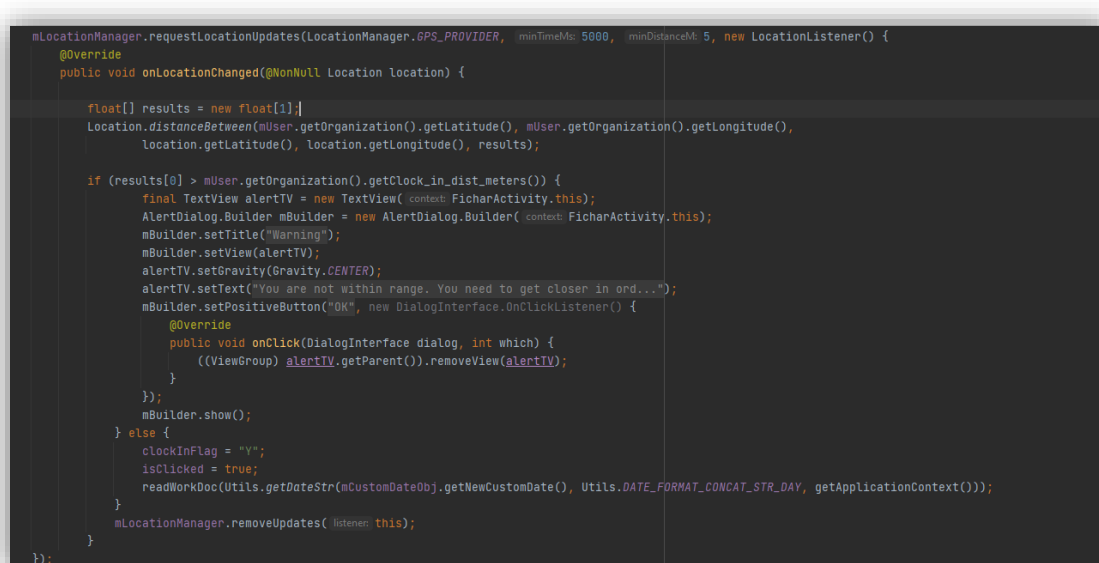 mLocationManager.requestLocationUpdates(LocationManager.GPS_PROVIDER, minTimeMs: 5000, minDistanceM: 5, new LocationListener() {
@Override
public void onLocationChanged(@NonNull Location location) {
float[] results = new float[1];
Location.distanceBetween(mUser.getOrganization().getLatitude(), mUser.getOrganization().getLongitude(),
location.getLatitude(), location.getLongitude(), results);
if (results[0] > mUser.getOrganization().getClock_in_dist_meters()) {
final TextView alertTV = new TextView( context: FicharActivity.this);
AlertDialog.Builder mBuilder = new AlertDialog.Builder( context: FicharActivity.this);
mBuilder.setTitle("Warning");
mBuilder.setView(alertTV);
alertTV.setGravity(Gravity.CENTER);
alertTV.setText("You are not within range. You need to get closer in ord...");
mBuilder.setPositiveButton("OK", new DialogInterface.OnClickListener() {
@Override
public void onClick(DialogInterface dialog, int which) {
((ViewGroup) alertTV.getParent()).removeView(alertTV);
}
});
mBuilder.show();
} else {
clockInFlag = "Y";
isClicked = true;
readWorkDoc(Utils.getDateStr(mCustomDateObj.getNewCustomDate(), Utils.DATE_FORMAT_CONCAT_STR_DAY, getApplicationContext()));
}
mLocationManager.removeUpdates( listener: this);
}
});